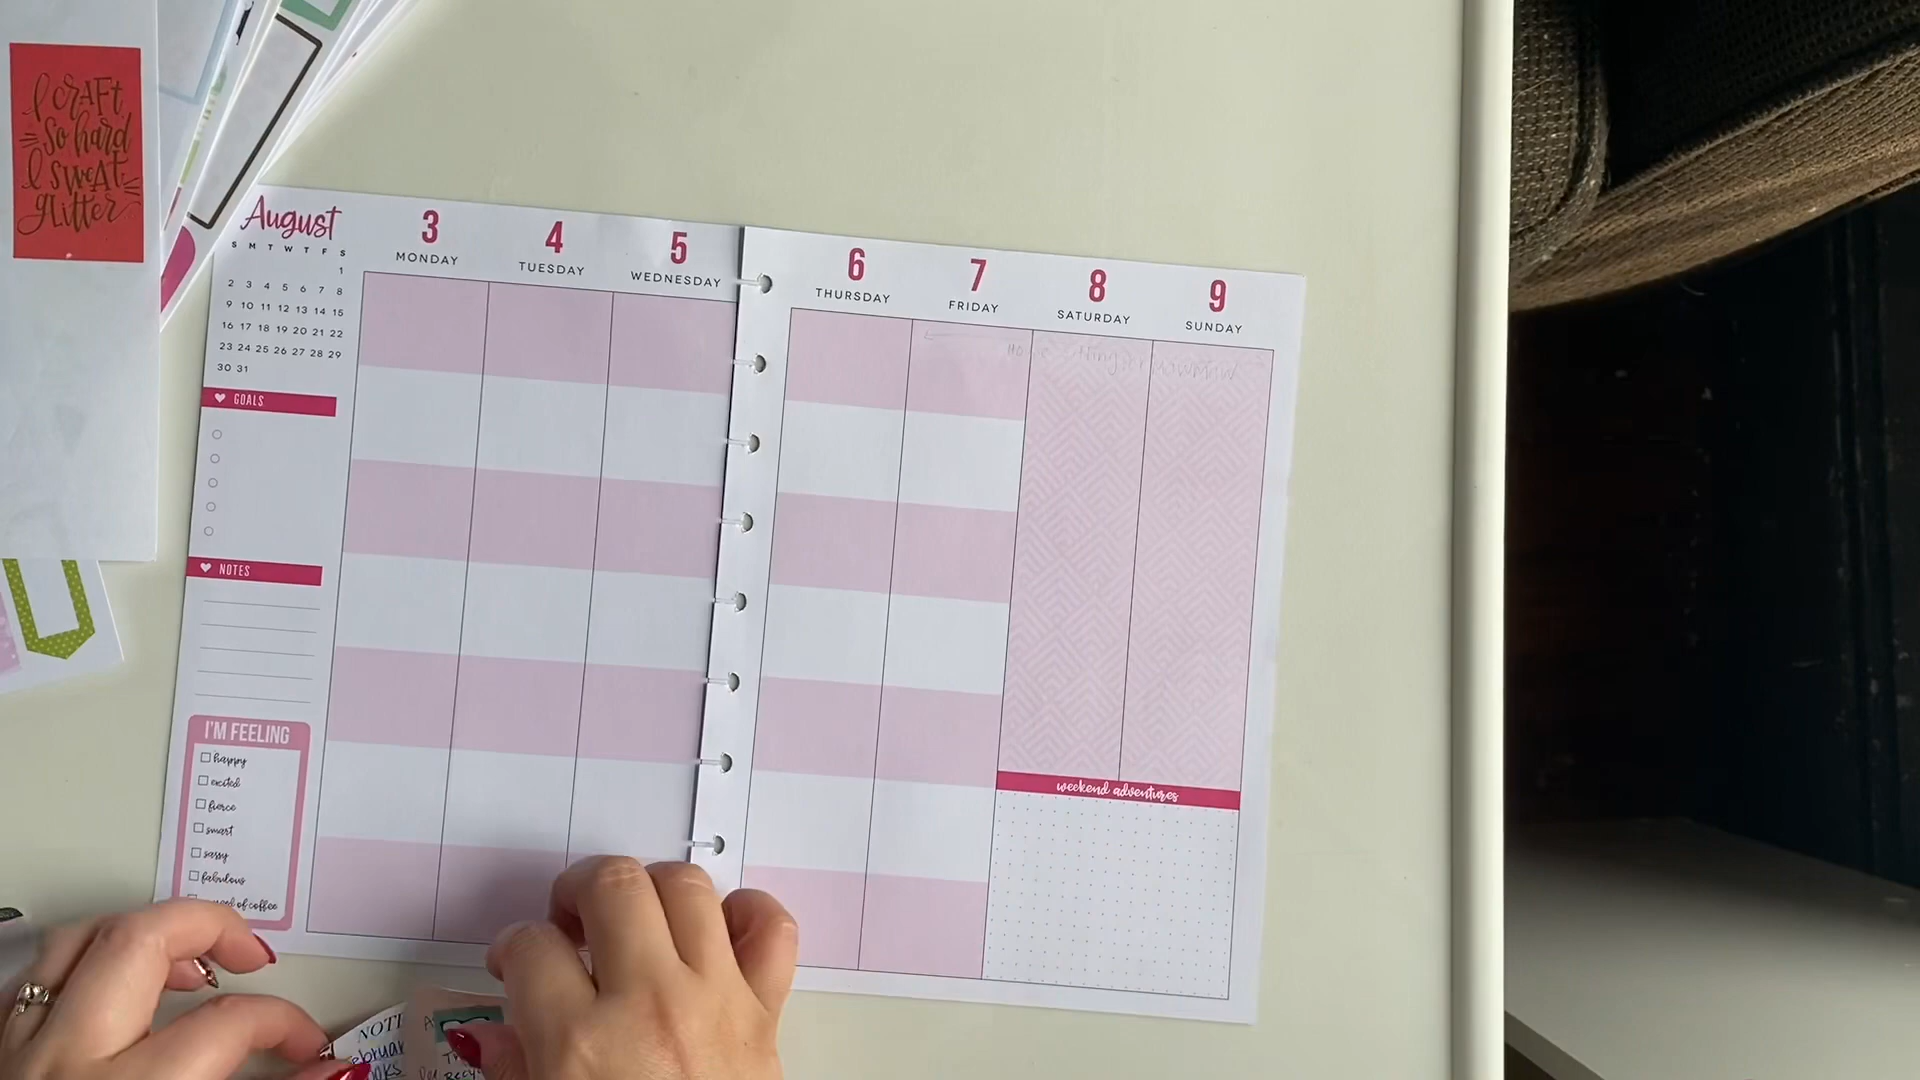 I CRAFT
So hard
I sweat
glitter
August
S M T W T F S
1
2 3 4 5 6 7 8
9 10 11 12 13 14 15
16 17 18 19 20 21 22
23 24 25 26 27 28 29
30 31
GOALS
NOTES
I'M FEELING
happy
excited
fierce
smart
sassy
fabulous
of coffee
3
MONDAY
4
TUESDAY
5
WEDNESDAY
6
THURSDAY
7
FRIDAY
8
SATURDAY
9
SUNDAY
weekend adventures